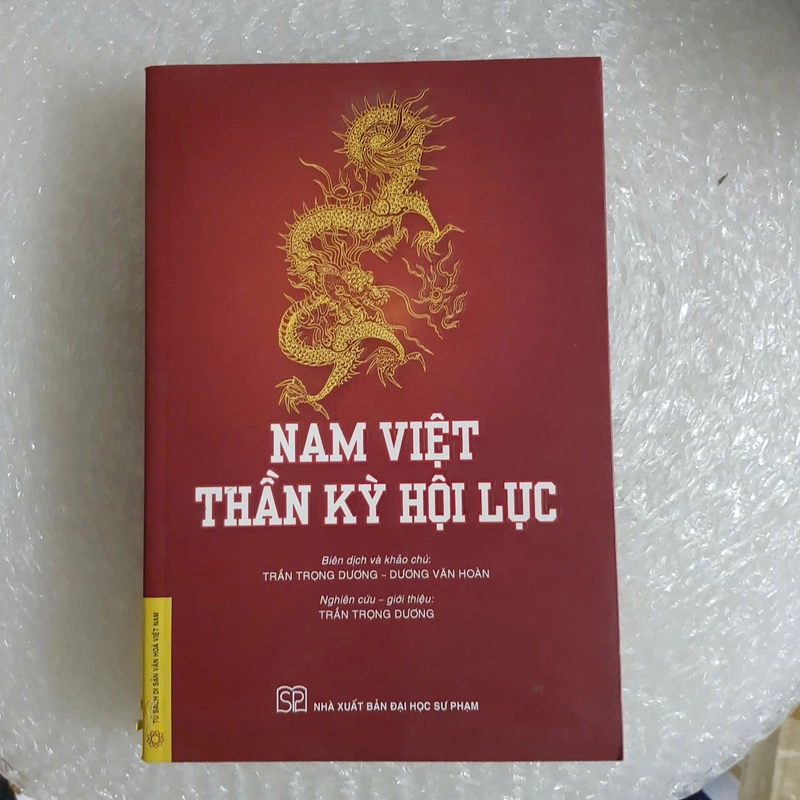 NAM VIỆT
THẦN KỲ HỘI LỤC
Biên dịch và khảo chú:
TRẦN TRỌNG DƯƠNG – DƯƠNG VĂN HOÀN
Nghiên cứu – giới thiệu:
TRẦN TRỌNG DƯƠNG
TỦ SÁCH DI SẢN VĂN HOÁ VIỆT NAM
SP
NHÀ XUẤT BẢN ĐẠI HỌC SƯ PHẠM